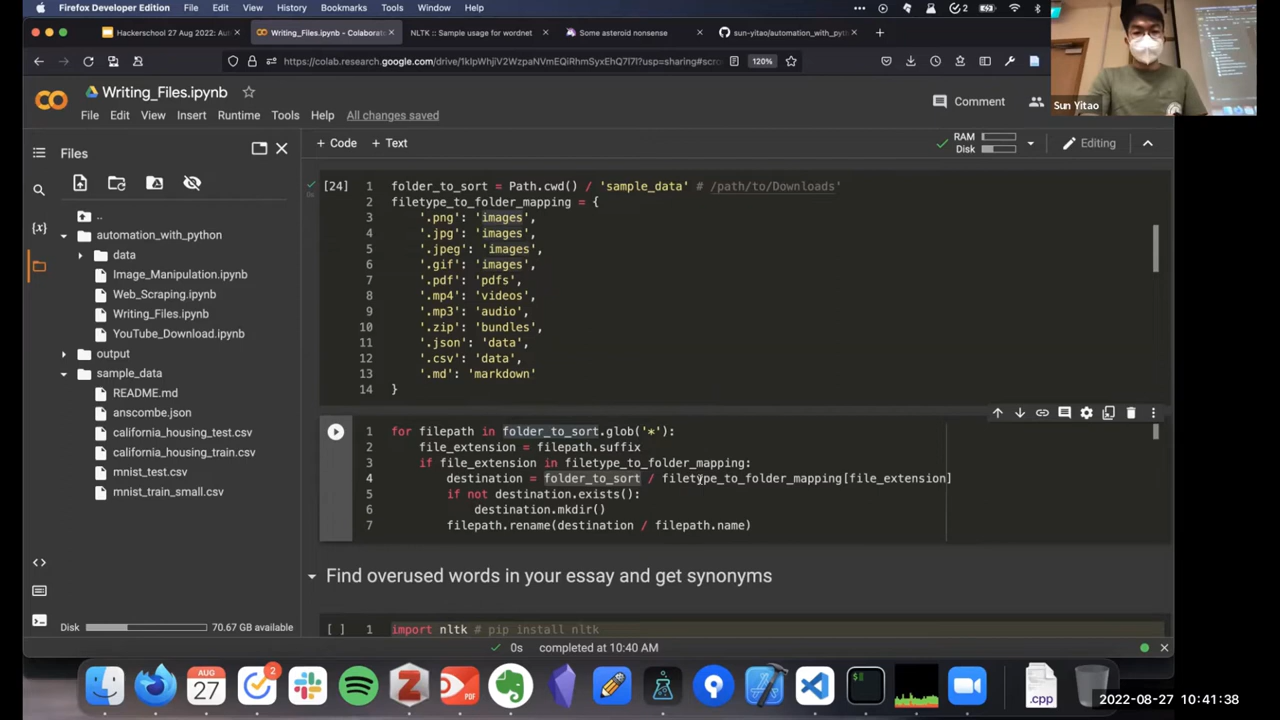 Firefox Developer Edition File Edit View History Bookmarks Tools Window Help
Hackerschool 27 Aug 2022: Aut
Writing_Files.ipynb - Colaborate
NLTK :: Sample usage for wordnet
Some asteroid nonsense
sun-yitao/automation_with_pyth
120%
Sun Yitao
Writing_Files.ipynb
File Edit View Insert Runtime Tools Help All changes saved
Comment
+ Code + Text
RAM
Disk
Editing
Files
..
automation_with_python
data
Image_Manipulation.ipynb
Web_Scraping.ipynb
Writing_Files.ipynb
YouTube_Download.ipynb
output
sample_data
README.md
anscombe.json
california_housing_test.csv
california_housing_train.csv
mnist_test.csv
mnist_train_small.csv
Disk 70.67 GB available
[24]
1 folder_to_sort = Path.cwd() / 'sample_data' # /path/to/Downloads'
2 filetype_to_folder_mapping = {
3 '.png': 'images',
4 '.jpg': 'images',
5 '.jpeg': 'images',
6 '.gif': 'images',
7 '.pdf': 'pdfs',
8 '.mp4': 'videos',
9 '.mp3': 'audio',
10 '.zip': 'bundles',
11 '.json': 'data',
12 '.csv': 'data',
13 '.md': 'markdown'
14 }
1 for filepath in folder_to_sort.glob('*'):
2 file_extension = filepath.suffix
3 if file_extension in filetype_to_folder_mapping:
4 destination = folder_to_sort / filetype_to_folder_mapping[file_extension]
5 if not destination.exists():
6 destination.mkdir()
7 filepath.rename(destination / filepath.name)
Find overused words in your essay and get synonyms
[ ] 1 import nltk # pip install nltk
0s completed at 10:40 AM
AUG
27
2
PDF
.cpp
2022-08-27 10:41:38